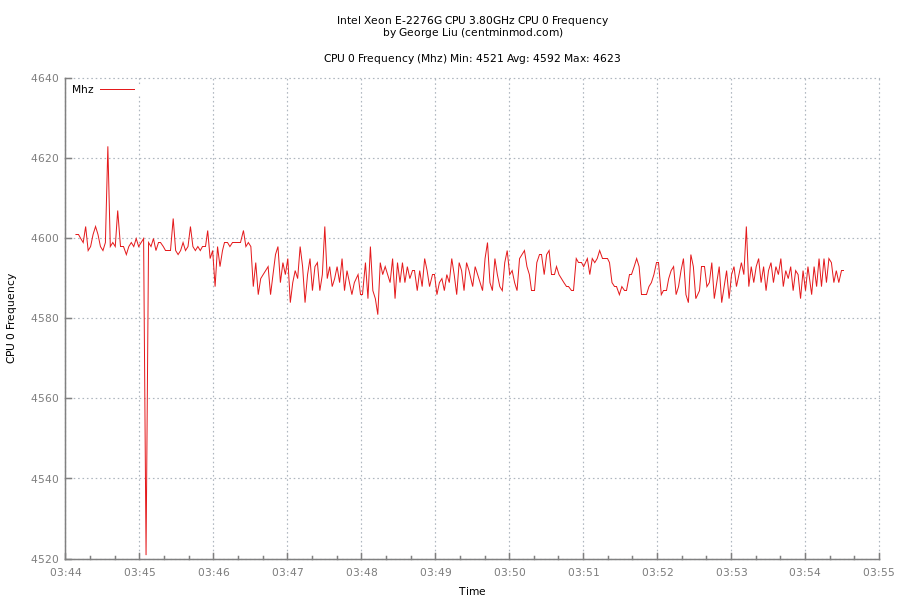 Intel Xeon E-2276G CPU 3.80GHz CPU 0 Frequency
by George Liu (centminmod.com)
CPU 0 Frequency (Mhz) Min: 4521 Avg: 4592 Max: 4623
Mhz
4640
4620
4600
4580
4560
4540
4520
CPU 0 Frequency
03:44 03:45 03:46 03:47 03:48 03:49 03:50 03:51 03:52 03:53 03:54 03:55
Time